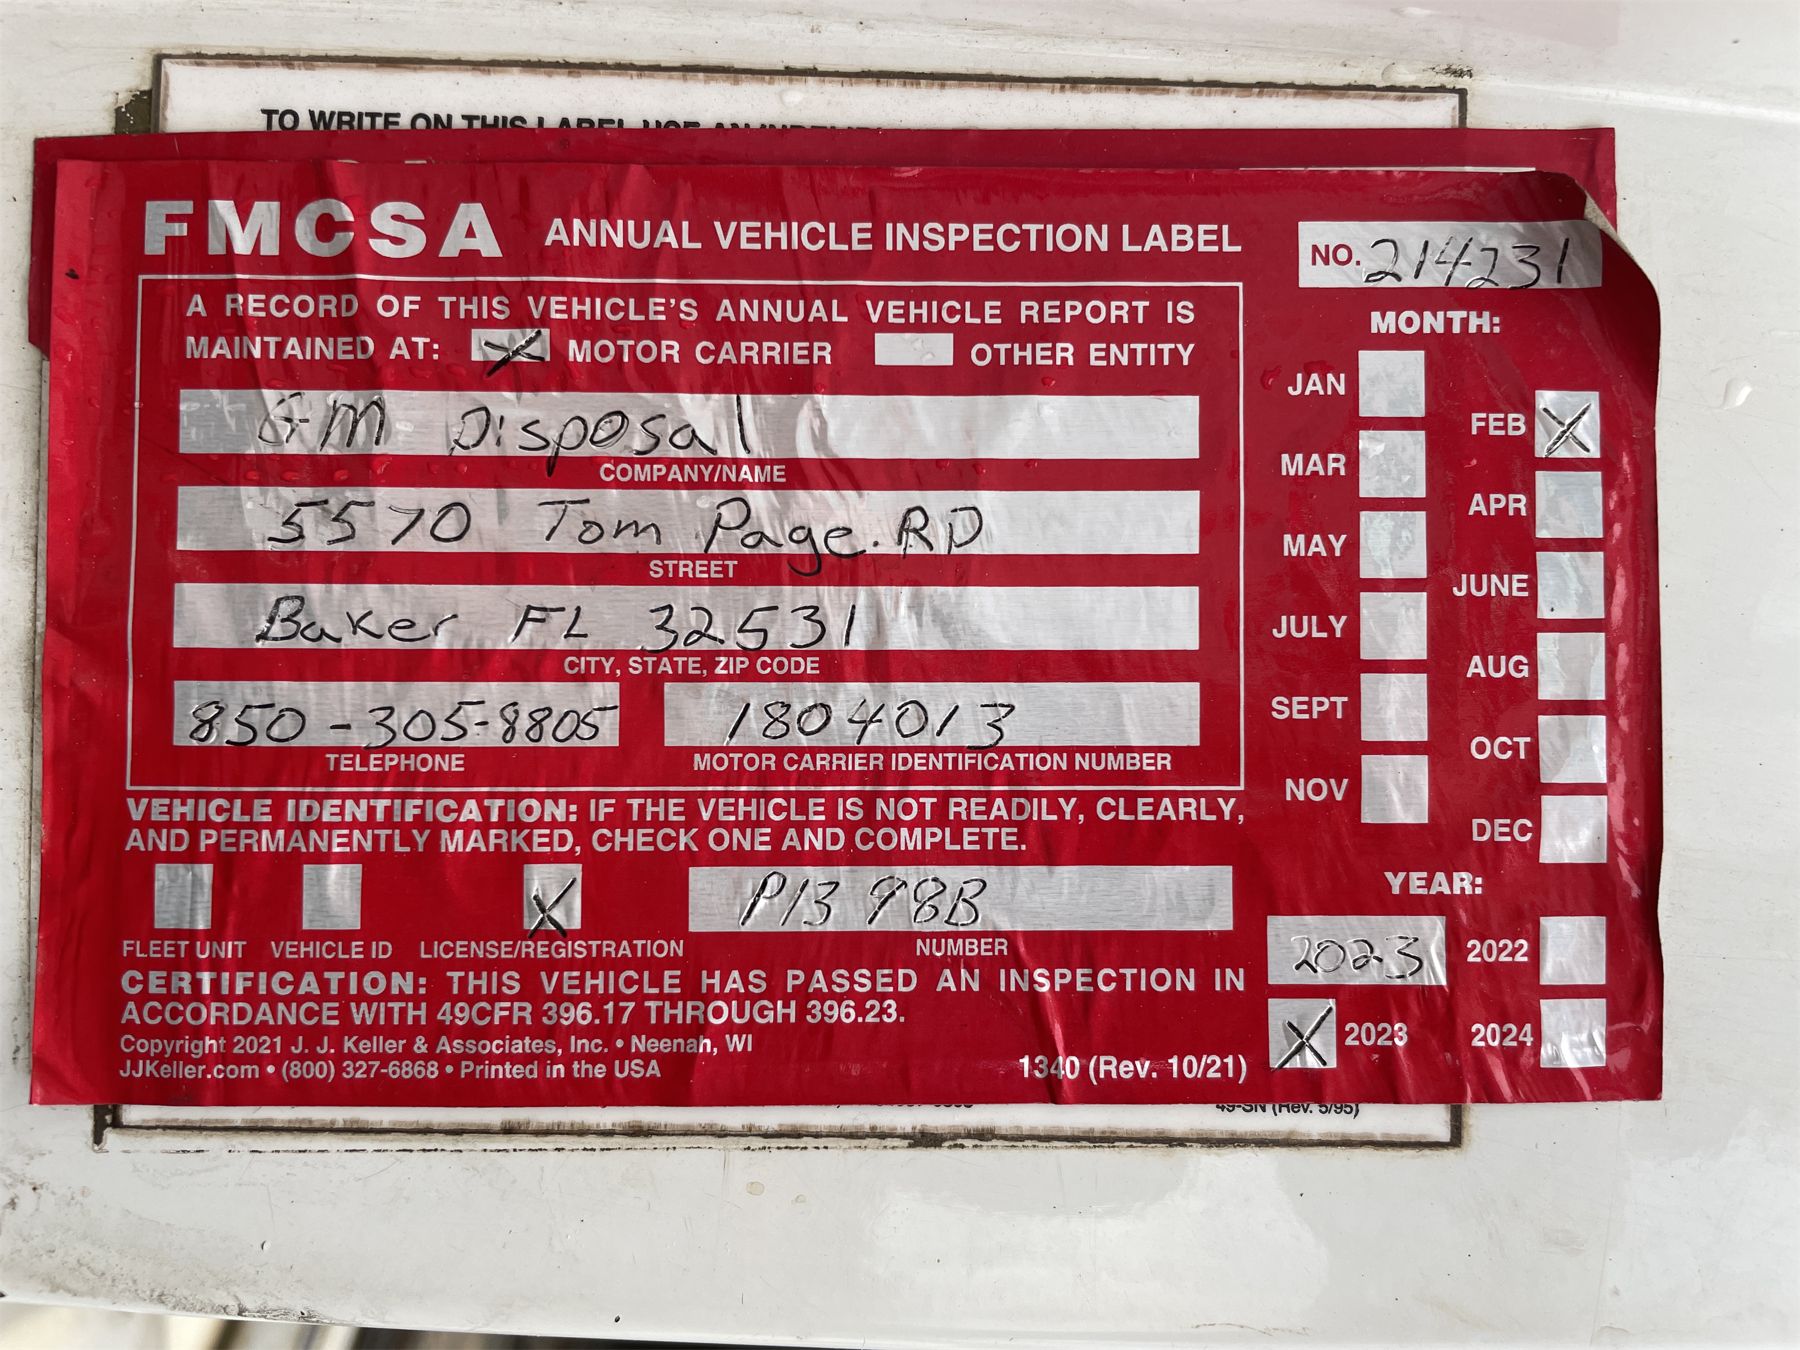 TO WRITE ON THIS LABEL USE AN
FMCSA ANNUAL VEHICLE INSPECTION LABEL
NO. 214231
A RECORD OF THIS VEHICLE'S ANNUAL VEHICLE REPORT IS
MAINTAINED AT: X MOTOR CARRIER OTHER ENTITY
GM Disposal
COMPANY/NAME
5570 Tom Page. RD
STREET
Baker FL 32531
CITY, STATE, ZIP CODE
850-305-8805 1804013
TELEPHONE MOTOR CARRIER IDENTIFICATION NUMBER
VEHICLE IDENTIFICATION: IF THE VEHICLE IS NOT READILY, CLEARLY,
AND PERMANENTLY MARKED, CHECK ONE AND COMPLETE.
X P13 98B
FLEET UNIT VEHICLE ID LICENSE/REGISTRATION NUMBER
CERTIFICATION: THIS VEHICLE HAS PASSED AN INSPECTION IN
ACCORDANCE WITH 49CFR 396.17 THROUGH 396.23.
Copyright 2021 J. J. Keller & Associates, Inc. • Neenah, WI
JJKeller.com • (800) 327-6868 • Printed in the USA 1340 (Rev. 10/21)
MONTH:
JAN
FEB X
MAR
APR
MAY
JUNE
JULY
AUG
SEPT
OCT
NOV
DEC
YEAR:
2023 2022
X 2023 2024
49-SN (Rev. 5/95)